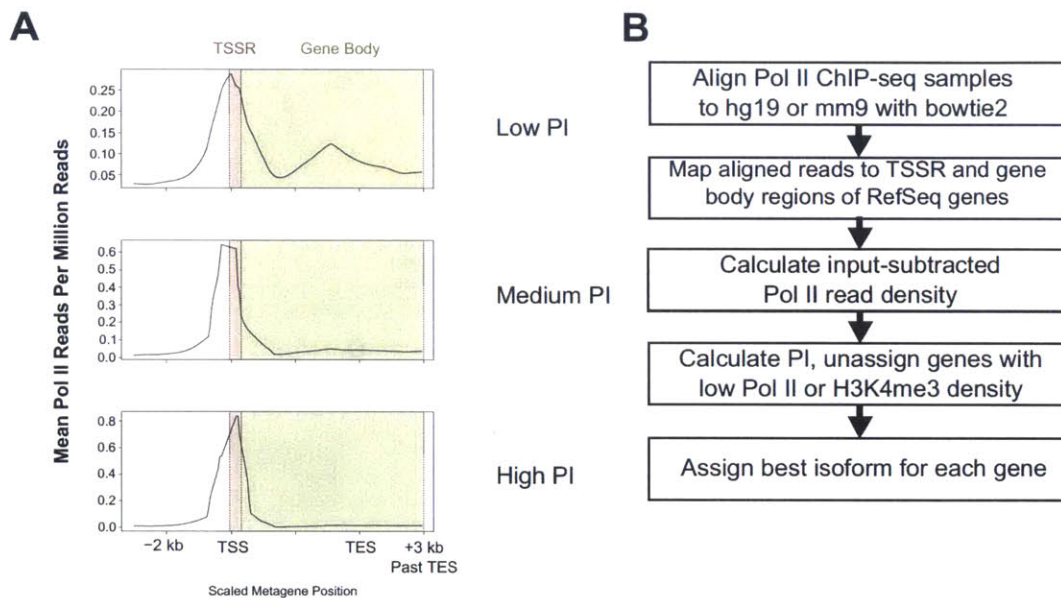 A
TSSR
Gene Body
Mean Pol II Reads Per Million Reads
0.25
0.20
0.15
0.10
0.05
Low PI
0.6
0.5
0.4
0.3
0.2
0.1
0.0
Medium PI
0.8
0.6
0.4
0.2
0.0
High PI
−2 kb
TSS
TES
+3 kb
Past TES
Scaled Metagene Position
B
Align Pol II ChIP-seq samples
to hg19 or mm9 with bowtie2
Map aligned reads to TSSR and gene
body regions of RefSeq genes
Calculate input-subtracted
Pol II read density
Calculate PI, unassign genes with
low Pol II or H3K4me3 density
Assign best isoform for each gene